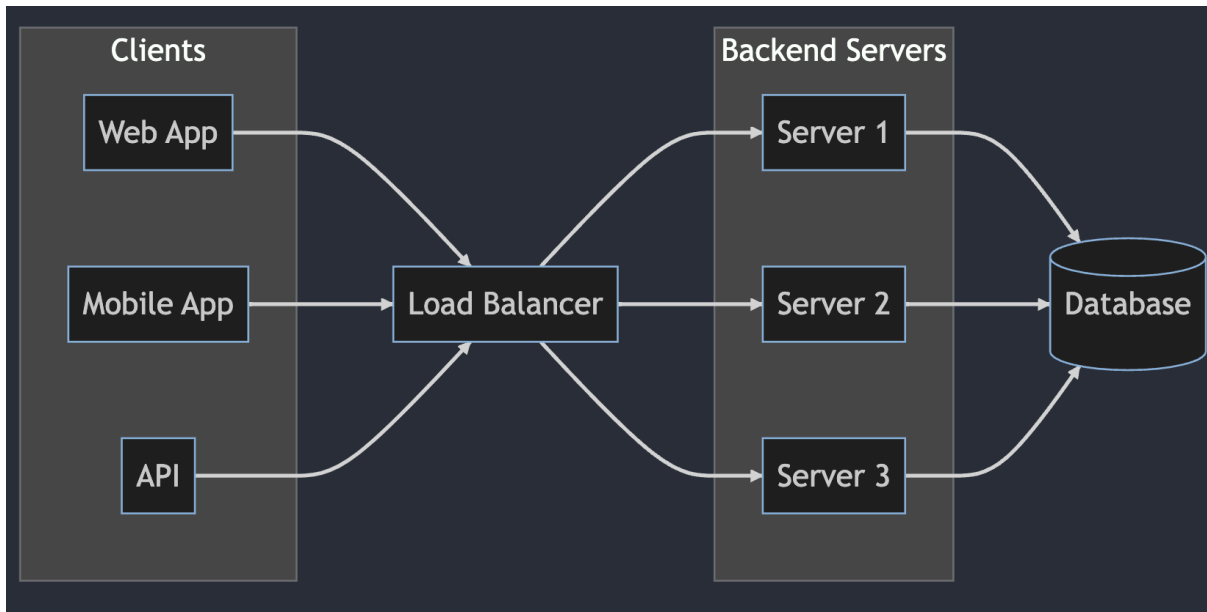 Clients
Web App
Mobile App
API
Load Balancer
Backend Servers
Server 1
Server 2
Server 3
Database